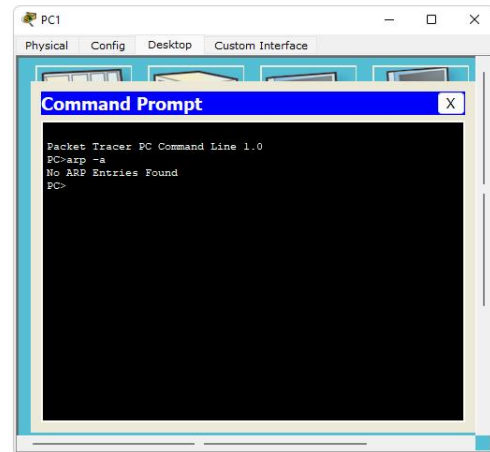 PC1
Physical Config Desktop Custom Interface
Command Prompt X
Packet Tracer PC Command Line 1.0
PC>arp -a
No ARP Entries Found
PC>